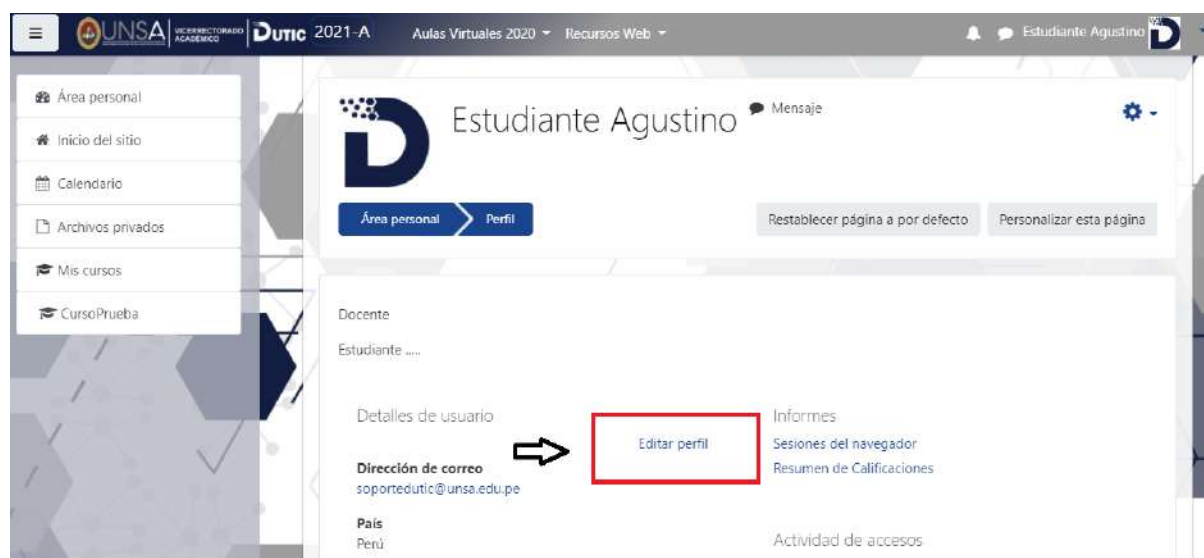 UNSA VICERRECTORADO ACADÉMICO DUTIC 2021-A Aulas Virtuales 2020 Recursos Web Estudiante Agustino
Área personal
Inicio del sitio
Calendario
Archivos privados
Mis cursos
CursoPrueba
Estudiante Agustino Mensaje
Área personal Perfil Restablecer página a por defecto Personalizar esta página
Docente
Estudiante .....
Detalles de usuario
Editar perfil
Dirección de correo
soportedutic@unsa.edu.pe
País
Perú
Informes
Sesiones del navegador
Resumen de Calificaciones
Actividad de accesos